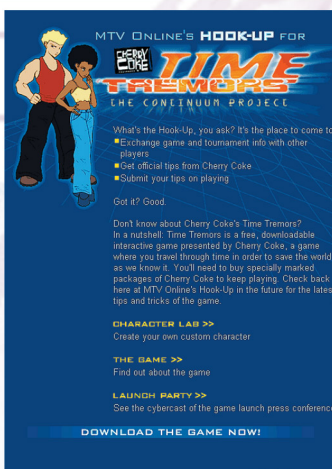 MTV ONLINE'S HOOK-UP FOR
CHERRY
COKE
TIME
TREMORS
THE CONTINUUM PROJECT
What's the Hook-Up, you ask? It's the place to come to
Exchange game and tournament info with other
players
Get official tips from Cherry Coke
Submit your tips on playing
Got it? Good.
Don't know about Cherry Coke's Time Tremors?
In a nutshell: Time Tremors is a free, downloadable
interactive game presented by Cherry Coke, a game
where you travel through time in order to save the world
as we know it. You'll need to buy specially marked
packages of Cherry Coke to keep playing. Check back
here at MTV Online's Hook-Up in the future for the latest
tips and tricks of the game.
CHARACTER LAB >>
Create your own custom character
THE GAME >>
Find out about the game
LAUNCH PARTY >>
See the cybercast of the game launch press conference
DOWNLOAD THE GAME NOW!